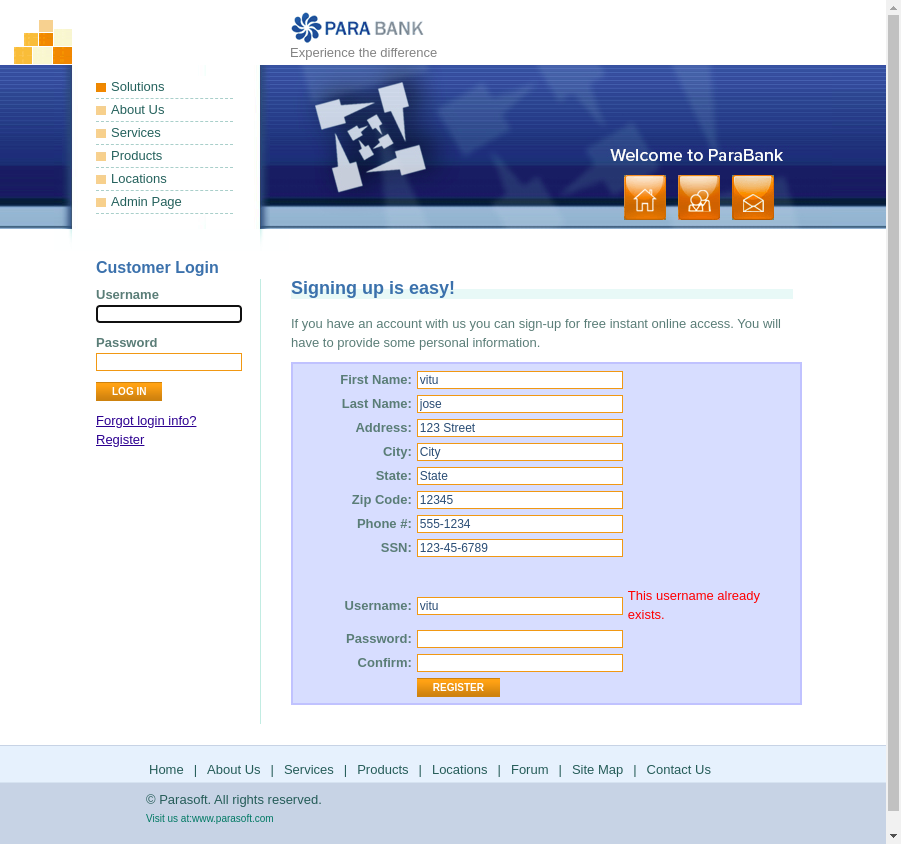 PARA BANK
Experience the difference
Solutions
About Us
Services
Products
Locations
Admin Page
Welcome to ParaBank
Customer Login
Username
Password
LOG IN
Forgot login info?
Register
Signing up is easy!
If you have an account with us you can sign-up for free instant online access. You will
have to provide some personal information.
First Name: vitu
Last Name: jose
Address: 123 Street
City: City
State: State
Zip Code: 12345
Phone #: 555-1234
SSN: 123-45-6789
Username: vitu This username already
exists.
Password:
Confirm:
REGISTER
Home | About Us | Services | Products | Locations | Forum | Site Map | Contact Us
© Parasoft. All rights reserved.
Visit us at:www.parasoft.com